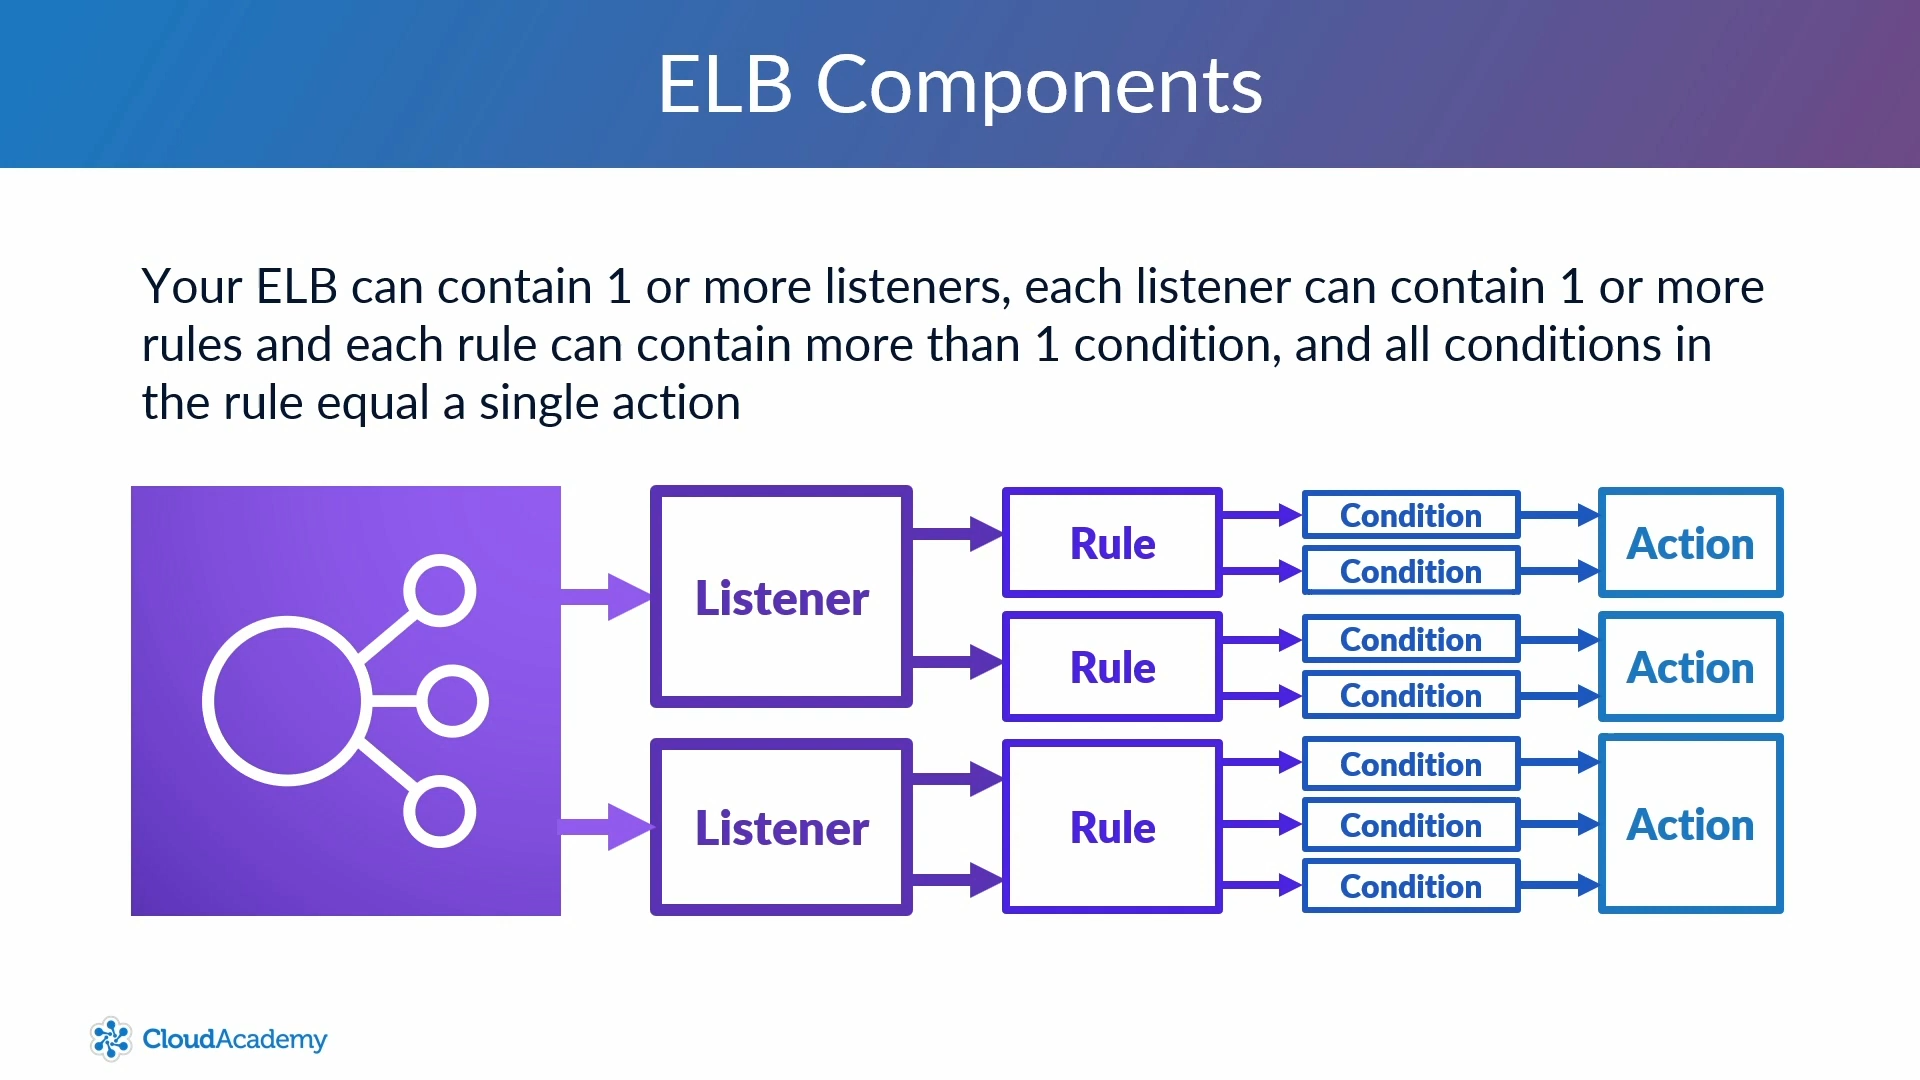 ELB Components
Your ELB can contain 1 or more listeners, each listener can contain 1 or more
rules and each rule can contain more than 1 condition, and all conditions in
the rule equal a single action
Listener
Rule
Condition
Condition
Action
Rule
Condition
Condition
Action
Listener
Rule
Condition
Condition
Condition
Action
CloudAcademy